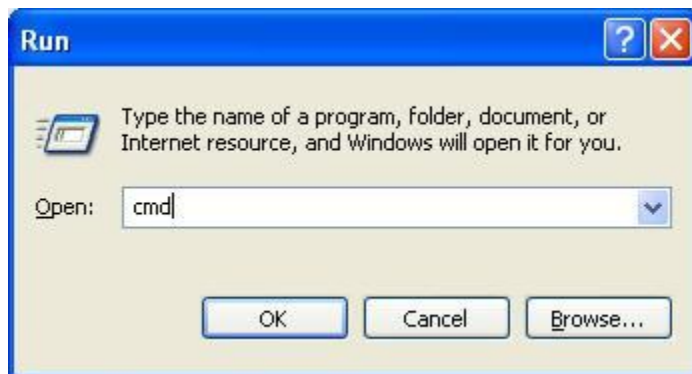 Run
Type the name of a program, folder, document, or
Internet resource, and Windows will open it for you.
Open: cmd
OK Cancel Browse...